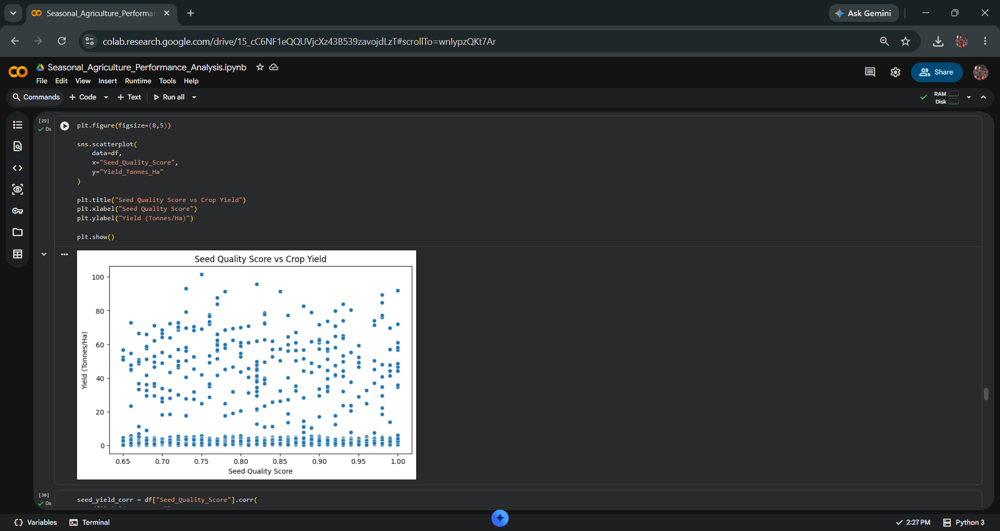 Seasonal_Agriculture_Performan
Ask Gemini
colab.research.google.com/drive/15_cC6NF1eQQUVjcXz43B539zavojdLzT#scrollTo=wnlypzQKt7Ar
Seasonal_Agriculture_Performance_Analysis.ipynb
File Edit View Insert Runtime Tools Help
Share
Commands + Code + Text Run all
RAM
Disk
[29]
0s
plt.figure(figsize=(8,5))
sns.scatterplot(
data=df,
x="Seed_Quality_Score",
y="Yield_Tonnes_Ha"
)
plt.title("Seed Quality Score vs Crop Yield")
plt.xlabel("Seed Quality Score")
plt.ylabel("Yield (Tonnes/Ha)")
plt.show()
Seed Quality Score vs Crop Yield
100
80
60
40
20
0
Yield (Tonnes/Ha)
0.65 0.70 0.75 0.80 0.85 0.90 0.95 1.00
Seed Quality Score
[30]
0s
seed_yield_corr = df["Seed_Quality_Score"].corr(
{} Variables Terminal
2:27 PM Python 3